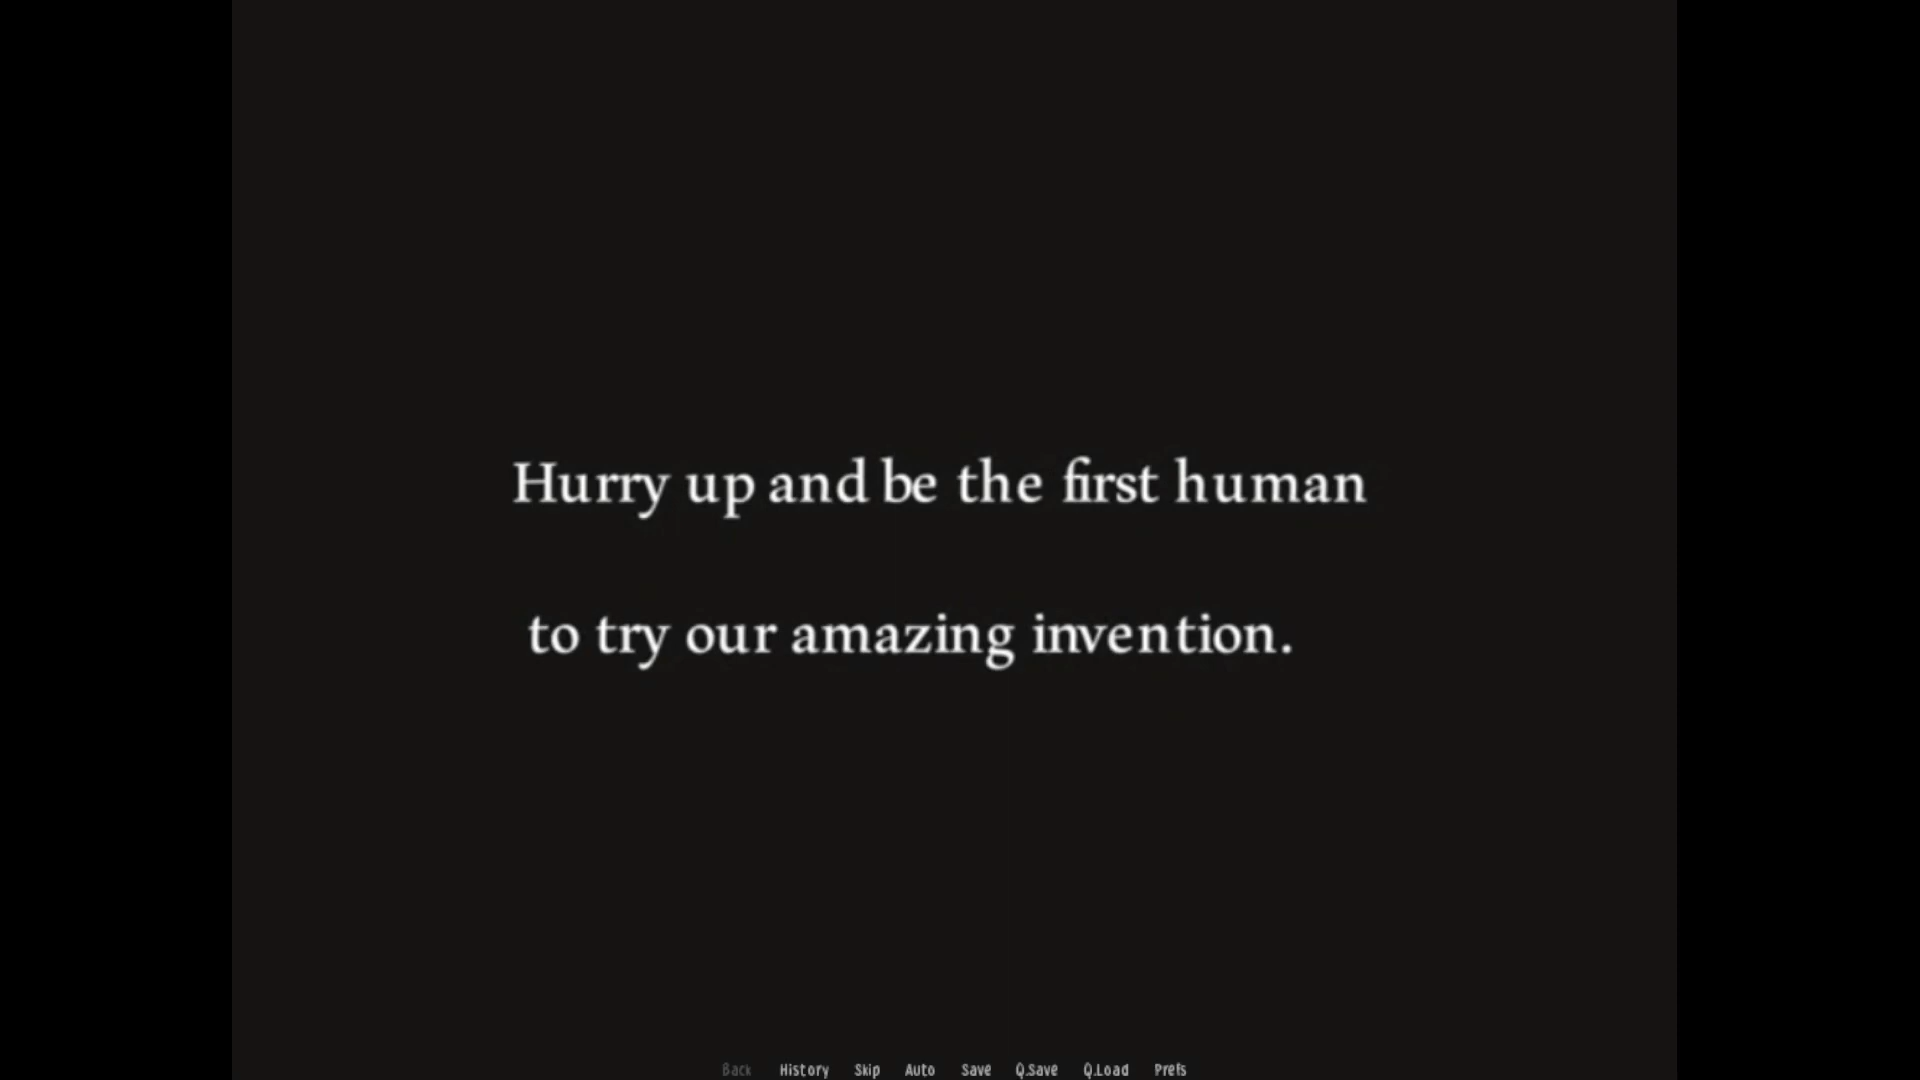 Hurry up and be the first human
to try our amazing invention.
Back History Skip Auto Save Q.Save Q.Load Prefs